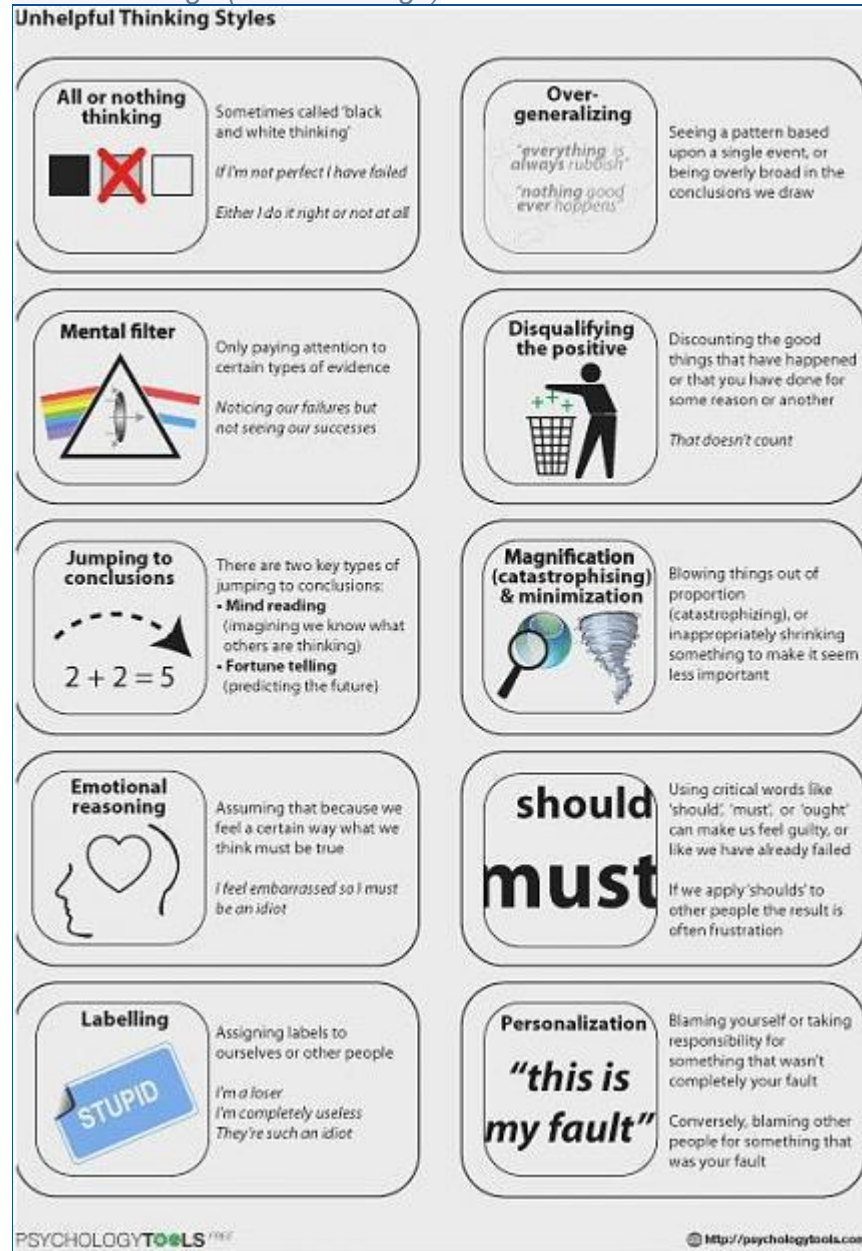 Unhelpful Thinking Styles
All or nothing
thinking
Sometimes called 'black
and white thinking'
If I'm not perfect I have failed
Either I do it right or not at all
Over-
generalizing
"everything is
always rubbish"
"nothing good
ever happens"
Seeing a pattern based
upon a single event, or
being overly broad in the
conclusions we draw
Mental filter
Only paying attention to
certain types of evidence
Noticing our failures but
not seeing our successes
Disqualifying
the positive
Discounting the good
things that have happened
or that you have done for
some reason or another
That doesn't count
Jumping to
conclusions
2 + 2 = 5
There are two key types of
jumping to conclusions:
• Mind reading
(imagining we know what
others are thinking)
• Fortune telling
(predicting the future)
Magnification
(catastrophising)
& minimization
Blowing things out of
proportion
(catastrophizing), or
inappropriately shrinking
something to make it seem
less important
Emotional
reasoning
Assuming that because we
feel a certain way what we
think must be true
I feel embarrassed so I must
be an idiot
should
must
Using critical words like
'should', 'must', or 'ought'
can make us feel guilty, or
like we have already failed
If we apply 'shoulds' to
other people the result is
often frustration
Labelling
STUPID
Assigning labels to
ourselves or other people
I'm a loser
I'm completely useless
They're such an idiot
Personalization
"this is
my fault"
Blaming yourself or taking
responsibility for
something that wasn't
completely your fault
Conversely, blaming other
people for something that
was your fault
PSYCHOLOGYTOOLS FREE
http://psychologytools.com